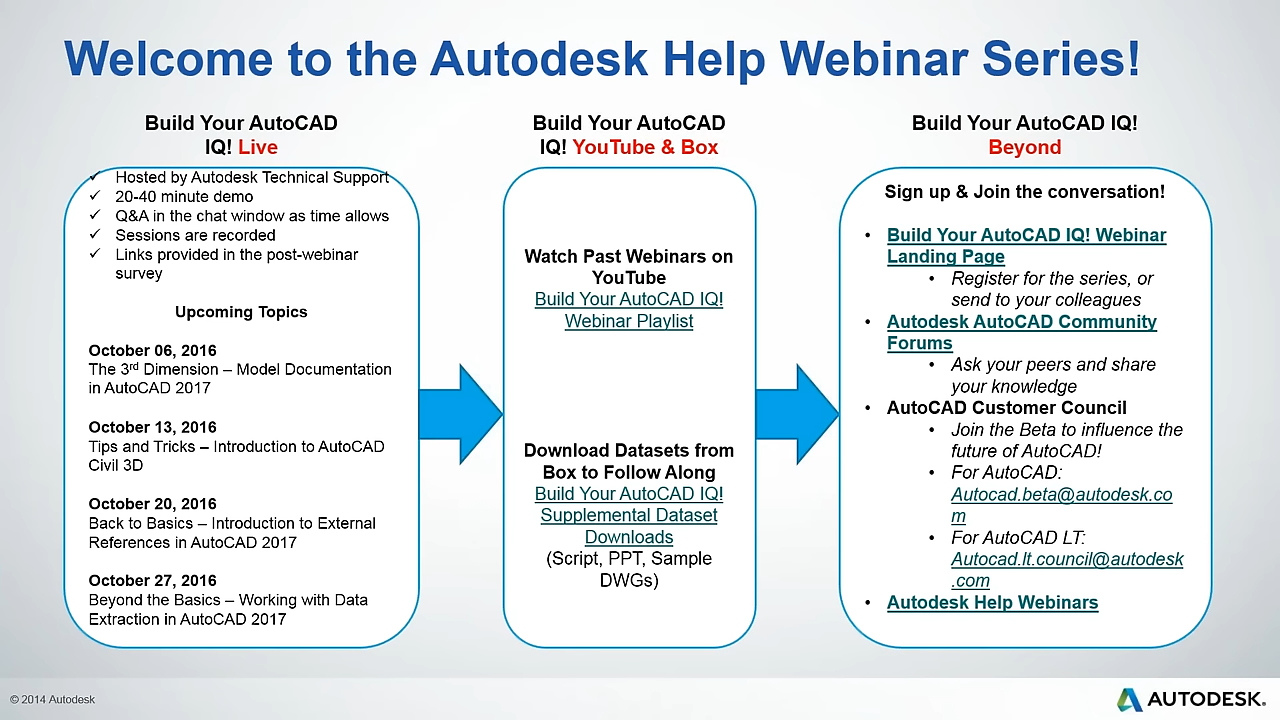 Welcome to the Autodesk Help Webinar Series!
Build Your AutoCAD
IQ! Live
✓ Hosted by Autodesk Technical Support
✓ 20-40 minute demo
✓ Q&A in the chat window as time allows
✓ Sessions are recorded
✓ Links provided in the post-webinar
survey
Upcoming Topics
October 06, 2016
The 3rd Dimension – Model Documentation
in AutoCAD 2017
October 13, 2016
Tips and Tricks – Introduction to AutoCAD
Civil 3D
October 20, 2016
Back to Basics – Introduction to External
References in AutoCAD 2017
October 27, 2016
Beyond the Basics – Working with Data
Extraction in AutoCAD 2017
Build Your AutoCAD
IQ! YouTube & Box
Watch Past Webinars on
YouTube
Build Your AutoCAD IQ!
Webinar Playlist
Download Datasets from
Box to Follow Along
Build Your AutoCAD IQ!
Supplemental Dataset
Downloads
(Script, PPT, Sample
DWGs)
Build Your AutoCAD IQ!
Beyond
Sign up & Join the conversation!
• Build Your AutoCAD IQ! Webinar
Landing Page
• Register for the series, or
send to your colleagues
• Autodesk AutoCAD Community
Forums
• Ask your peers and share
your knowledge
• AutoCAD Customer Council
• Join the Beta to influence the
future of AutoCAD!
• For AutoCAD:
Autocad.beta@autodesk.co
m
• For AutoCAD LT:
Autocad.lt.council@autodesk
.com
• Autodesk Help Webinars
© 2014 Autodesk
AUTODESK.